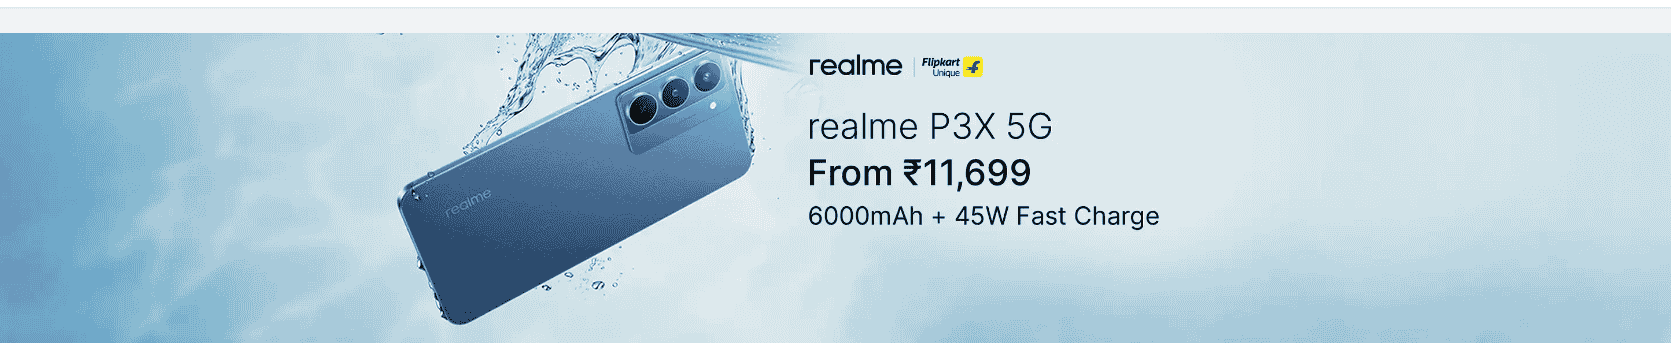 realme | Flipkart Unique
realme P3X 5G
From ₹11,699
6000mAh + 45W Fast Charge
realme